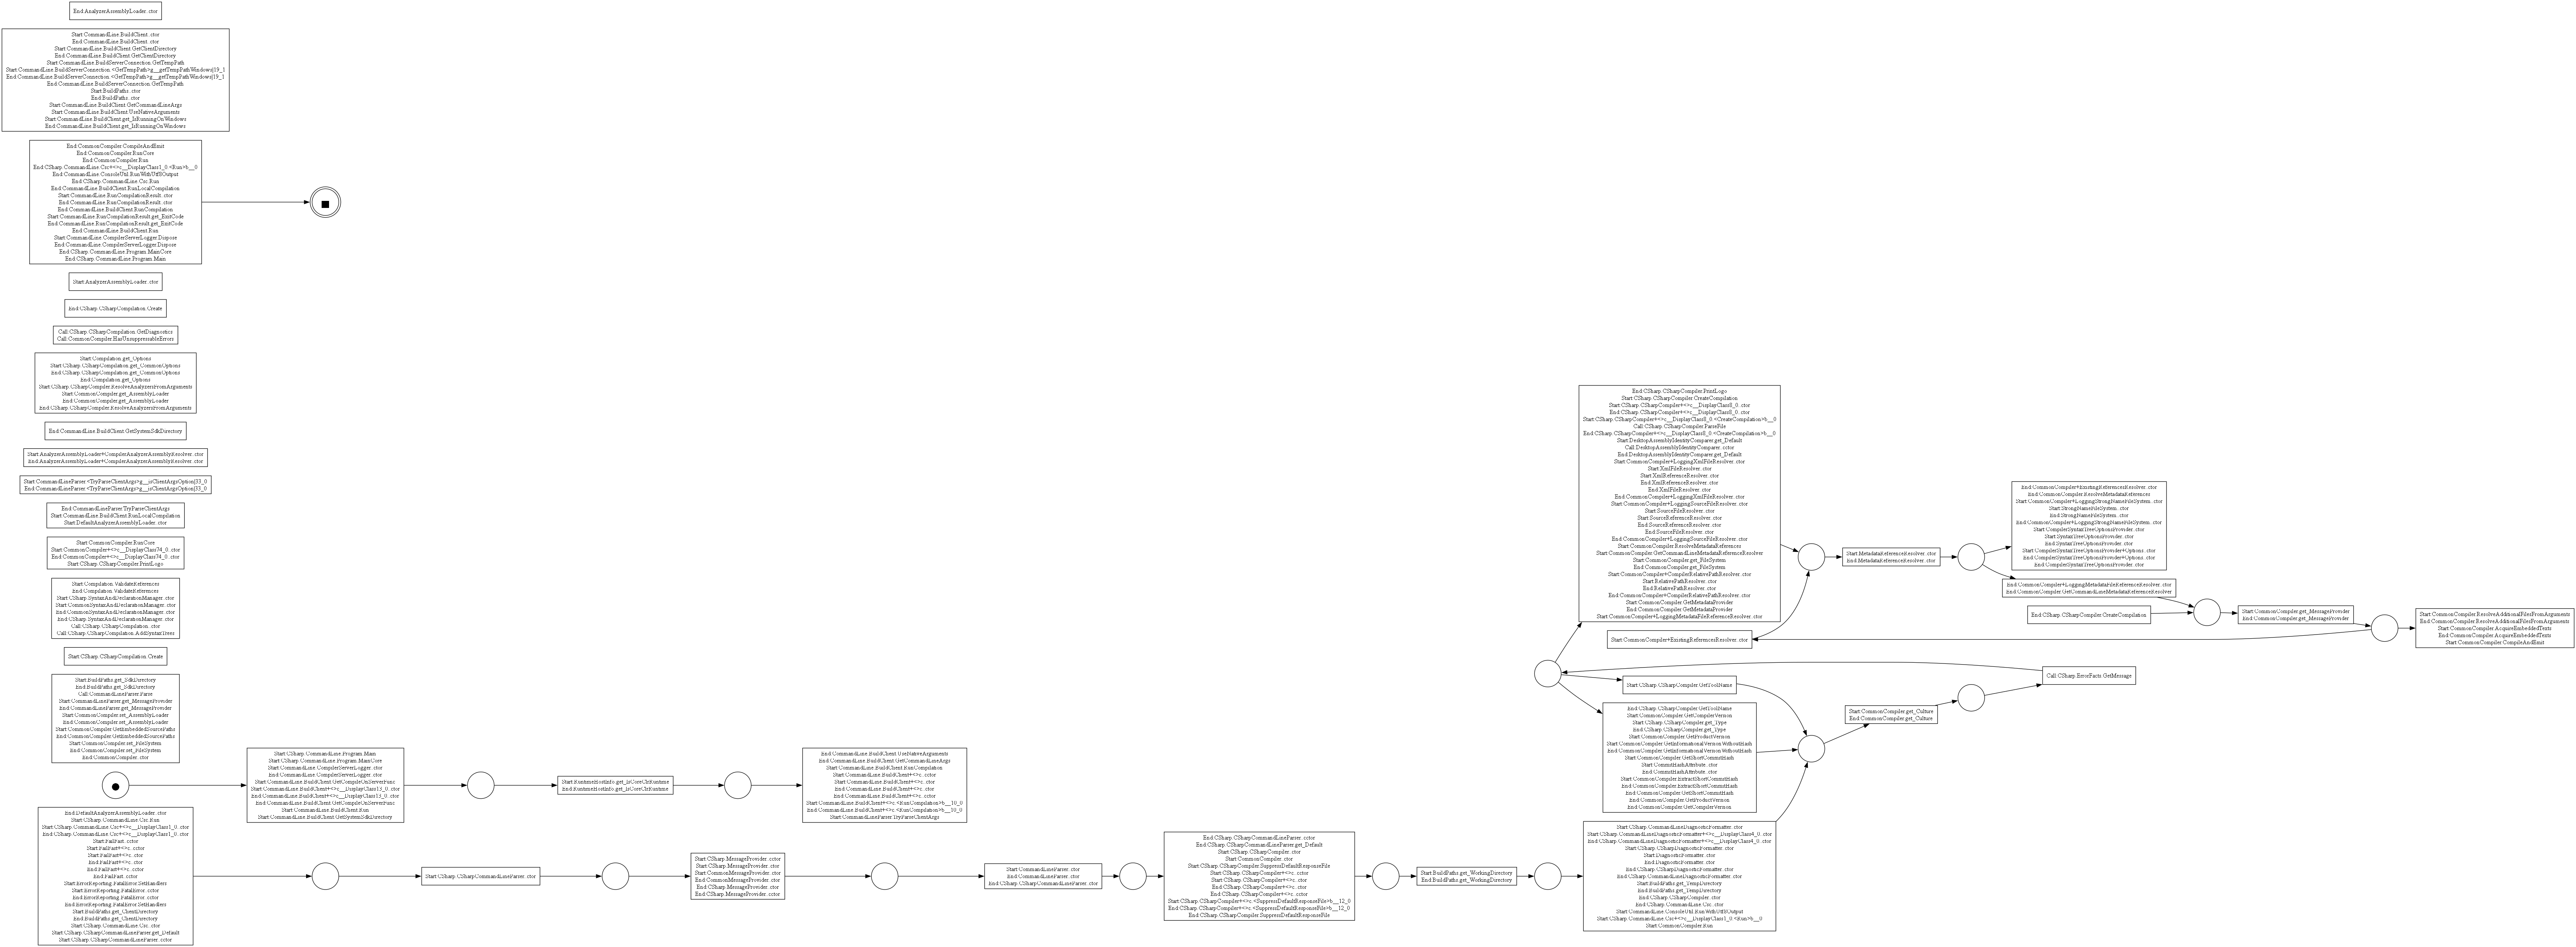 End:AnalyzerAssemblyLoader..ctor
Start:CommandLine.BuildClient..ctor
End:CommandLine.BuildClient..ctor
Start:CommandLine.BuildClient.GetClientDirectory
End:CommandLine.BuildClient.GetClientDirectory
Start:CommandLine.BuildServerConnection.GetTempPath
Start:CommandLine.BuildServerConnection.<GetTempPath>g__getTempPathWindows|19_1
End:CommandLine.BuildServerConnection.<GetTempPath>g__getTempPathWindows|19_1
End:CommandLine.BuildServerConnection.GetTempPath
Start:BuildPaths..ctor
End:BuildPaths..ctor
Start:CommandLine.BuildClient.GetCommandLineArgs
Start:CommandLine.BuildClient.UseNativeArguments
Start:CommandLine.BuildClient.get_IsRunningOnWindows
End:CommandLine.BuildClient.get_IsRunningOnWindows
End:CommonCompiler.CompileAndEmit
End:CommonCompiler.RunCore
End:CommonCompiler.Run
End:CSharp.CommandLine.Csc+<>c__DisplayClass1_0.<Run>b__0
End:CommandLine.ConsoleUtil.RunWithUtf8Output
End:CSharp.CommandLine.Csc.Run
End:CommandLine.BuildClient.RunLocalCompilation
Start:CommandLine.RunCompilationResult..ctor
End:CommandLine.RunCompilationResult..ctor
End:CommandLine.BuildClient.RunCompilation
Start:CommandLine.RunCompilationResult.get_ExitCode
End:CommandLine.RunCompilationResult.get_ExitCode
End:CommandLine.BuildClient.Run
Start:CommandLine.CompilerServerLogger.Dispose
End:CommandLine.CompilerServerLogger.Dispose
End:CSharp.CommandLine.Program.MainCore
End:CSharp.CommandLine.Program.Main
Start:AnalyzerAssemblyLoader..ctor
End:CSharp.CSharpCompilation.Create
Call:CSharp.CSharpCompilation.GetDiagnostics
Call:CommonCompiler.HasUnsuppressableErrors
Start:Compilation.get_Options
Start:CSharp.CSharpCompilation.get_CommonOptions
End:CSharp.CSharpCompilation.get_CommonOptions
End:Compilation.get_Options
Start:CSharp.CSharpCompiler.ResolveAnalyzersFromArguments
Start:CommonCompiler.get_AssemblyLoader
End:CommonCompiler.get_AssemblyLoader
End:CSharp.CSharpCompiler.ResolveAnalyzersFromArguments
End:CommandLine.BuildClient.GetSystemSdkDirectory
Start:AnalyzerAssemblyLoader+CompilerAnalyzerAssemblyResolver..ctor
End:AnalyzerAssemblyLoader+CompilerAnalyzerAssemblyResolver..ctor
Start:CommandLineParser.<TryParseClientArgs>g__isClientArgsOption|33_0
End:CommandLineParser.<TryParseClientArgs>g__isClientArgsOption|33_0
End:CommandLineParser.TryParseClientArgs
Start:CommandLine.BuildClient.RunLocalCompilation
Start:DefaultAnalyzerAssemblyLoader..ctor
Start:CommonCompiler.RunCore
Start:CommonCompiler+<>c__DisplayClass74_0..ctor
End:CommonCompiler+<>c__DisplayClass74_0..ctor
Start:CSharp.CSharpCompiler.PrintLogo
Start:Compilation.ValidateReferences
End:Compilation.ValidateReferences
Start:CSharp.SyntaxAndDeclarationManager..ctor
Start:CommonSyntaxAndDeclarationManager..ctor
End:CommonSyntaxAndDeclarationManager..ctor
End:CSharp.SyntaxAndDeclarationManager..ctor
Call:CSharp.CSharpCompilation..ctor
Call:CSharp.CSharpCompilation.AddSyntaxTrees
Start:CSharp.CSharpCompilation.Create
Start:BuildPaths.get_SdkDirectory
End:BuildPaths.get_SdkDirectory
Call:CommandLineParser.Parse
Start:CommandLineParser.get_MessageProvider
End:CommandLineParser.get_MessageProvider
Start:CommonCompiler.set_AssemblyLoader
End:CommonCompiler.set_AssemblyLoader
Start:CommonCompiler.GetEmbeddedSourcePaths
End:CommonCompiler.GetEmbeddedSourcePaths
Start:CommonCompiler.set_FileSystem
End:CommonCompiler.set_FileSystem
End:CommonCompiler..ctor
Start:CSharp.CommandLine.Program.Main
Start:CSharp.CommandLine.Program.MainCore
Start:CommandLine.CompilerServerLogger..ctor
End:CommandLine.CompilerServerLogger..ctor
Start:CommandLine.BuildClient.GetCompileOnServerFunc
Start:CommandLine.BuildClient+<>c__DisplayClass13_0..ctor
End:CommandLine.BuildClient+<>c__DisplayClass13_0..ctor
End:CommandLine.BuildClient.GetCompileOnServerFunc
Start:CommandLine.BuildClient.Run
Start:CommandLine.BuildClient.GetSystemSdkDirectory
Start:RuntimeHostInfo.get_IsCoreClrRuntime
End:RuntimeHostInfo.get_IsCoreClrRuntime
End:CommandLine.BuildClient.UseNativeArguments
End:CommandLine.BuildClient.GetCommandLineArgs
Start:CommandLine.BuildClient.RunCompilation
Start:CommandLine.BuildClient+<>c..cctor
Start:CommandLine.BuildClient+<>c..ctor
End:CommandLine.BuildClient+<>c..ctor
End:CommandLine.BuildClient+<>c..cctor
Start:CommandLine.BuildClient+<>c.<RunCompilation>b__10_0
End:CommandLine.BuildClient+<>c.<RunCompilation>b__10_0
Start:CommandLineParser.TryParseClientArgs
End:DefaultAnalyzerAssemblyLoader..ctor
Start:CSharp.CommandLine.Csc.Run
Start:CSharp.CommandLine.Csc+<>c__DisplayClass1_0..ctor
End:CSharp.CommandLine.Csc+<>c__DisplayClass1_0..ctor
Start:FailFast..cctor
Start:FailFast+<>c..cctor
Start:FailFast+<>c..ctor
End:FailFast+<>c..ctor
End:FailFast+<>c..cctor
End:FailFast..cctor
Start:ErrorReporting.FatalError.SetHandlers
Start:ErrorReporting.FatalError..cctor
End:ErrorReporting.FatalError..cctor
End:ErrorReporting.FatalError.SetHandlers
Start:BuildPaths.get_ClientDirectory
End:BuildPaths.get_ClientDirectory
Start:CSharp.CommandLine.Csc..ctor
Start:CSharp.CSharpCommandLineParser.get_Default
Start:CSharp.CSharpCommandLineParser..cctor
Start:CSharp.CSharpCommandLineParser..ctor
Start:CSharp.MessageProvider..cctor
Start:CSharp.MessageProvider..ctor
Start:CommonMessageProvider..ctor
End:CommonMessageProvider..ctor
End:CSharp.MessageProvider..ctor
End:CSharp.MessageProvider..cctor
Start:CommandLineParser..ctor
End:CommandLineParser..ctor
End:CSharp.CSharpCommandLineParser..ctor
End:CSharp.CSharpCommandLineParser..cctor
End:CSharp.CSharpCommandLineParser.get_Default
Start:CSharp.CSharpCompiler..ctor
Start:CommonCompiler..ctor
Start:CSharp.CSharpCompiler.SuppressDefaultResponseFile
Start:CSharp.CSharpCompiler+<>c..cctor
Start:CSharp.CSharpCompiler+<>c..ctor
End:CSharp.CSharpCompiler+<>c..ctor
End:CSharp.CSharpCompiler+<>c..cctor
Start:CSharp.CSharpCompiler+<>c.<SuppressDefaultResponseFile>b__12_0
End:CSharp.CSharpCompiler+<>c.<SuppressDefaultResponseFile>b__12_0
End:CSharp.CSharpCompiler.SuppressDefaultResponseFile
Start:BuildPaths.get_WorkingDirectory
End:BuildPaths.get_WorkingDirectory
Start:CSharp.CommandLineDiagnosticFormatter..ctor
Start:CSharp.CommandLineDiagnosticFormatter+<>c__DisplayClass4_0..ctor
End:CSharp.CommandLineDiagnosticFormatter+<>c__DisplayClass4_0..ctor
Start:CSharp.CSharpDiagnosticFormatter..ctor
Start:DiagnosticFormatter..ctor
End:DiagnosticFormatter..ctor
End:CSharp.CSharpDiagnosticFormatter..ctor
End:CSharp.CommandLineDiagnosticFormatter..ctor
Start:BuildPaths.get_TempDirectory
End:BuildPaths.get_TempDirectory
End:CSharp.CSharpCompiler..ctor
End:CSharp.CommandLine.Csc..ctor
Start:CommandLine.ConsoleUtil.RunWithUtf8Output
Start:CSharp.CommandLine.Csc+<>c__DisplayClass1_0.<Run>b__0
Start:CommonCompiler.Run
End:CSharp.CSharpCompiler.PrintLogo
Start:CSharp.CSharpCompiler.CreateCompilation
Start:CSharp.CSharpCompiler+<>c__DisplayClass8_0..ctor
End:CSharp.CSharpCompiler+<>c__DisplayClass8_0..ctor
Start:CSharp.CSharpCompiler+<>c__DisplayClass8_0.<CreateCompilation>b__0
Call:CSharp.CSharpCompiler.ParseFile
End:CSharp.CSharpCompiler+<>c__DisplayClass8_0.<CreateCompilation>b__0
Start:DesktopAssemblyIdentityComparer.get_Default
Call:DesktopAssemblyIdentityComparer..cctor
End:DesktopAssemblyIdentityComparer.get_Default
Start:CommonCompiler+LoggingXmlFileResolver..ctor
Start:XmlFileResolver..ctor
Start:XmlReferenceResolver..ctor
End:XmlReferenceResolver..ctor
End:XmlFileResolver..ctor
End:CommonCompiler+LoggingXmlFileResolver..ctor
Start:CommonCompiler+LoggingSourceFileResolver..ctor
Start:SourceFileResolver..ctor
Start:SourceReferenceResolver..ctor
End:SourceReferenceResolver..ctor
End:SourceFileResolver..ctor
End:CommonCompiler+LoggingSourceFileResolver..ctor
Start:CommonCompiler.ResolveMetadataReferences
Start:CommonCompiler.GetCommandLineMetadataReferenceResolver
Start:CommonCompiler.get_FileSystem
End:CommonCompiler.get_FileSystem
Start:CommonCompiler+CompilerRelativePathResolver..ctor
Start:RelativePathResolver..ctor
End:RelativePathResolver..ctor
End:CommonCompiler+CompilerRelativePathResolver..ctor
Start:CommonCompiler.GetMetadataProvider
End:CommonCompiler.GetMetadataProvider
Start:CommonCompiler+LoggingMetadataFileReferenceResolver..ctor
Start:CommonCompiler+ExistingReferencesResolver..ctor
Start:CSharp.CSharpCompiler.GetToolName
End:CSharp.CSharpCompiler.GetToolName
Start:CommonCompiler.GetCompilerVersion
Start:CSharp.CSharpCompiler.get_Type
End:CSharp.CSharpCompiler.get_Type
Start:CommonCompiler.GetProductVersion
Start:CommonCompiler.GetInformationalVersionWithoutHash
End:CommonCompiler.GetInformationalVersionWithoutHash
Start:CommonCompiler.GetShortCommitHash
Start:CommitHashAttribute..ctor
End:CommitHashAttribute..ctor
Start:CommonCompiler.ExtractShortCommitHash
End:CommonCompiler.ExtractShortCommitHash
End:CommonCompiler.GetShortCommitHash
End:CommonCompiler.GetProductVersion
End:CommonCompiler.GetCompilerVersion
Start:MetadataReferenceResolver..ctor
End:MetadataReferenceResolver..ctor
Start:CommonCompiler.get_Culture
End:CommonCompiler.get_Culture
End:CommonCompiler+ExistingReferencesResolver..ctor
End:CommonCompiler.ResolveMetadataReferences
Start:CommonCompiler+LoggingStrongNameFileSystem..ctor
Start:StrongNameFileSystem..ctor
End:StrongNameFileSystem..ctor
End:CommonCompiler+LoggingStrongNameFileSystem..ctor
Start:CompilerSyntaxTreeOptionsProvider..ctor
Start:SyntaxTreeOptionsProvider..ctor
End:SyntaxTreeOptionsProvider..ctor
Start:CompilerSyntaxTreeOptionsProvider+Options..ctor
End:CompilerSyntaxTreeOptionsProvider+Options..ctor
End:CompilerSyntaxTreeOptionsProvider..ctor
End:CommonCompiler+LoggingMetadataFileReferenceResolver..ctor
End:CommonCompiler.GetCommandLineMetadataReferenceResolver
End:CSharp.CSharpCompiler.CreateCompilation
Call:CSharp.ErrorFacts.GetMessage
Start:CommonCompiler.get_MessageProvider
End:CommonCompiler.get_MessageProvider
Start:CommonCompiler.ResolveAdditionalFilesFromArguments
End:CommonCompiler.ResolveAdditionalFilesFromArguments
Start:CommonCompiler.AcquireEmbeddedTexts
End:CommonCompiler.AcquireEmbeddedTexts
Start:CommonCompiler.CompileAndEmit